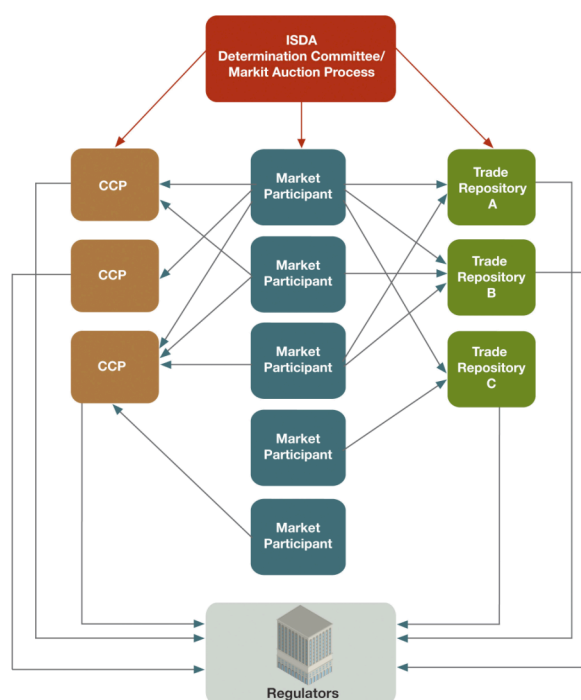 ISDA
Determination Committee/
Markit Auction Process
CCP
Market
Participant
Trade
Repository
A
CCP
Market
Participant
Trade
Repository
B
CCP
Market
Participant
Trade
Repository
C
Market
Participant
Market
Participant
Regulators